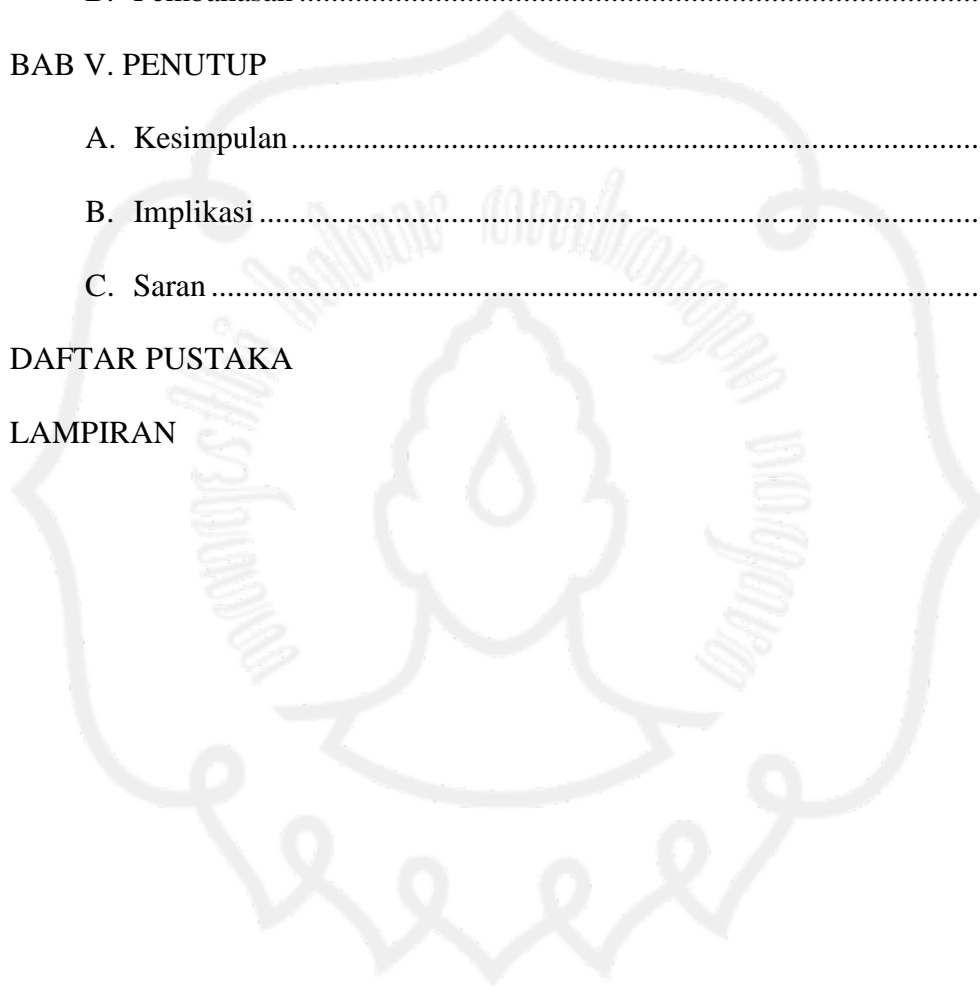 BAB V. PENUTUP
A. Kesimpulan....................................................................................
B. Implikasi........................................................................................
C. Saran..............................................................................................
DAFTAR PUSTAKA
LAMPIRAN